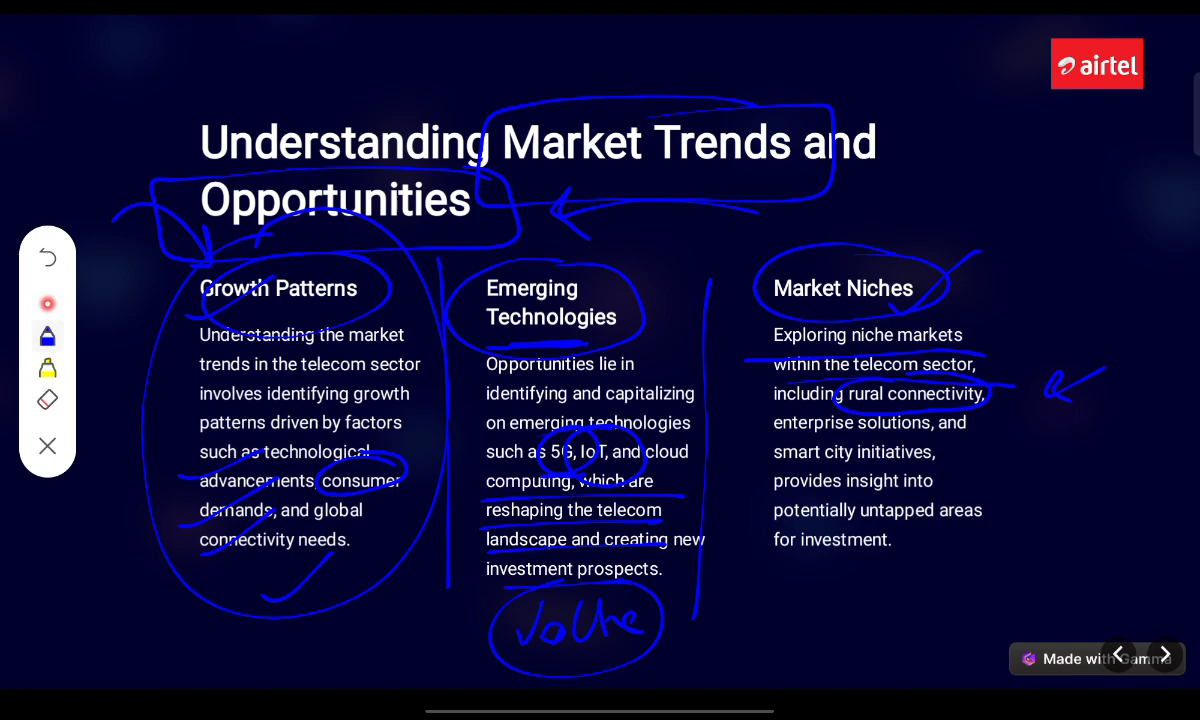 airtel
Understanding Market Trends and
Opportunities
Growth Patterns
Understanding the market
trends in the telecom sector
involves identifying growth
patterns driven by factors
such as technological
advancements, consumer
demands, and global
connectivity needs.
Emerging
Technologies
Opportunities lie in
identifying and capitalizing
on emerging technologies
such as 5G, IoT, and cloud
computing, which are
reshaping the telecom
landscape and creating new
investment prospects.
Market Niches
Exploring niche markets
within the telecom sector,
including rural connectivity,
enterprise solutions, and
smart city initiatives,
provides insight into
potentially untapped areas
for investment.
Made with Gamma